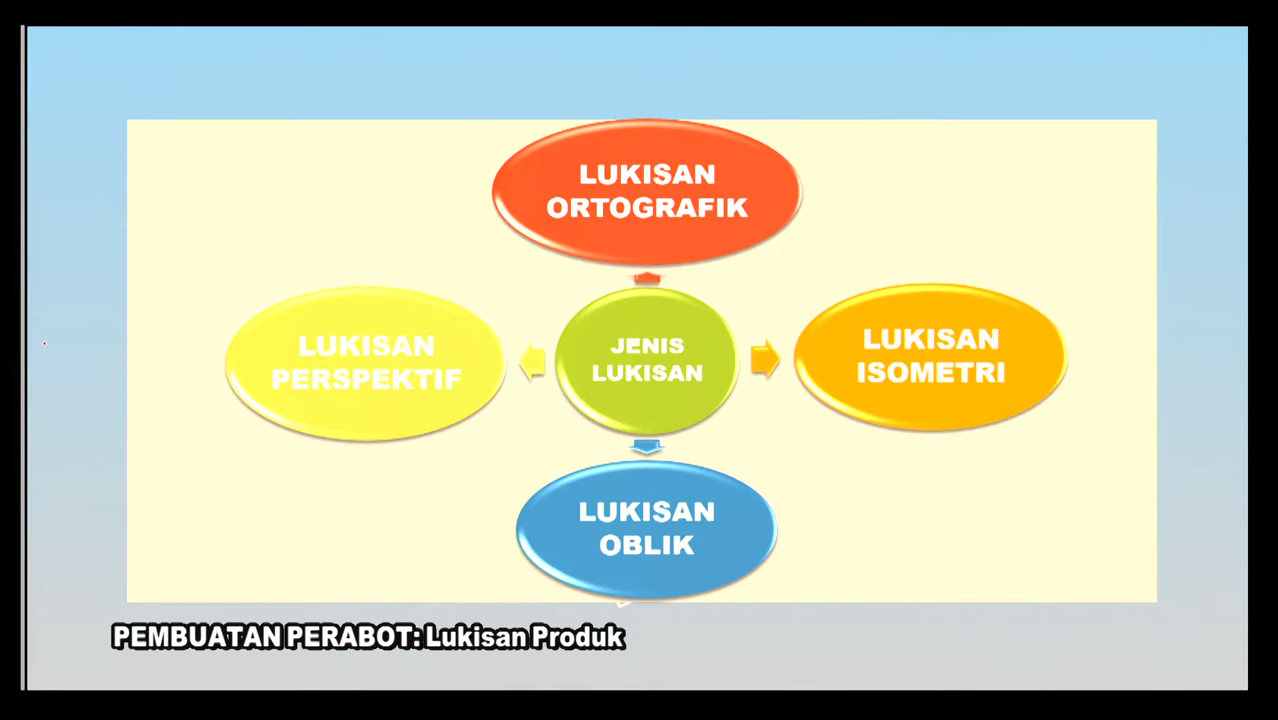 LUKISAN
ORTOGRAFIK
LUKISAN
PERSPEKTIF
JENIS
LUKISAN
LUKISAN
ISOMETRI
LUKISAN
OBLIK
PEMBUATAN PERABOT: Lukisan Produk